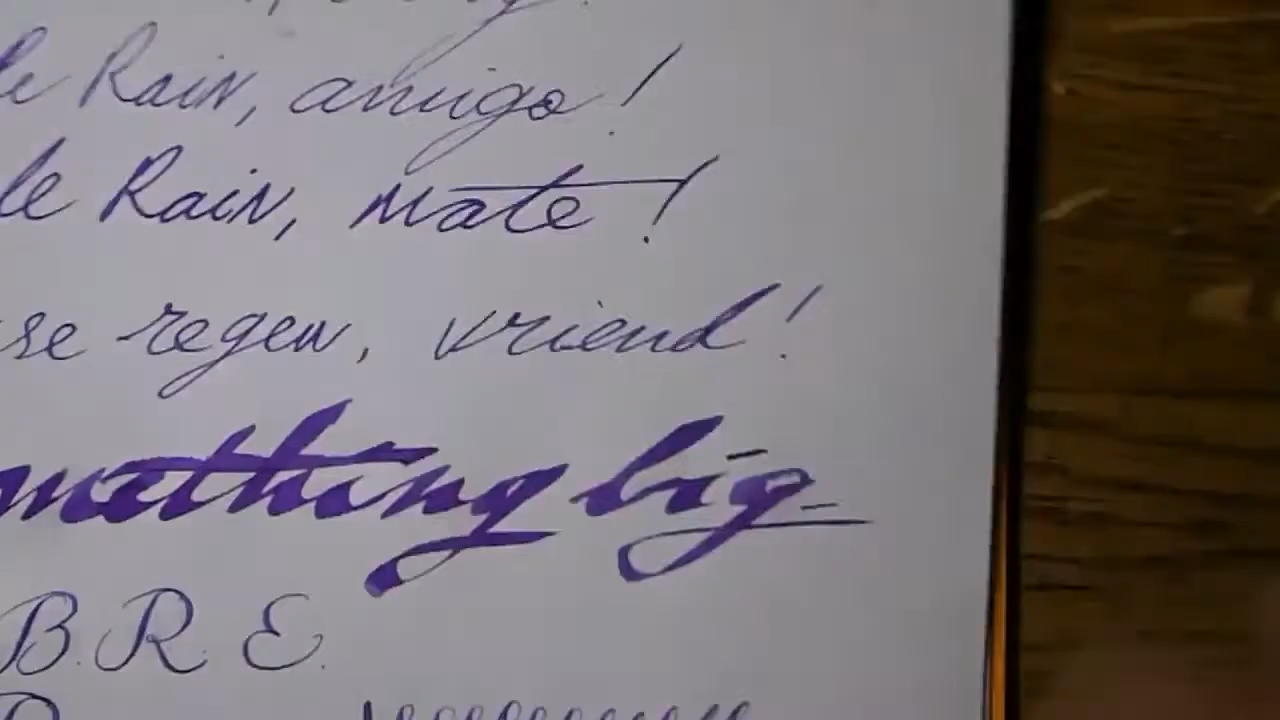 le Rain, amigo!
le Rain, mate!
se regen, vriend!
mething big
B.R.E.